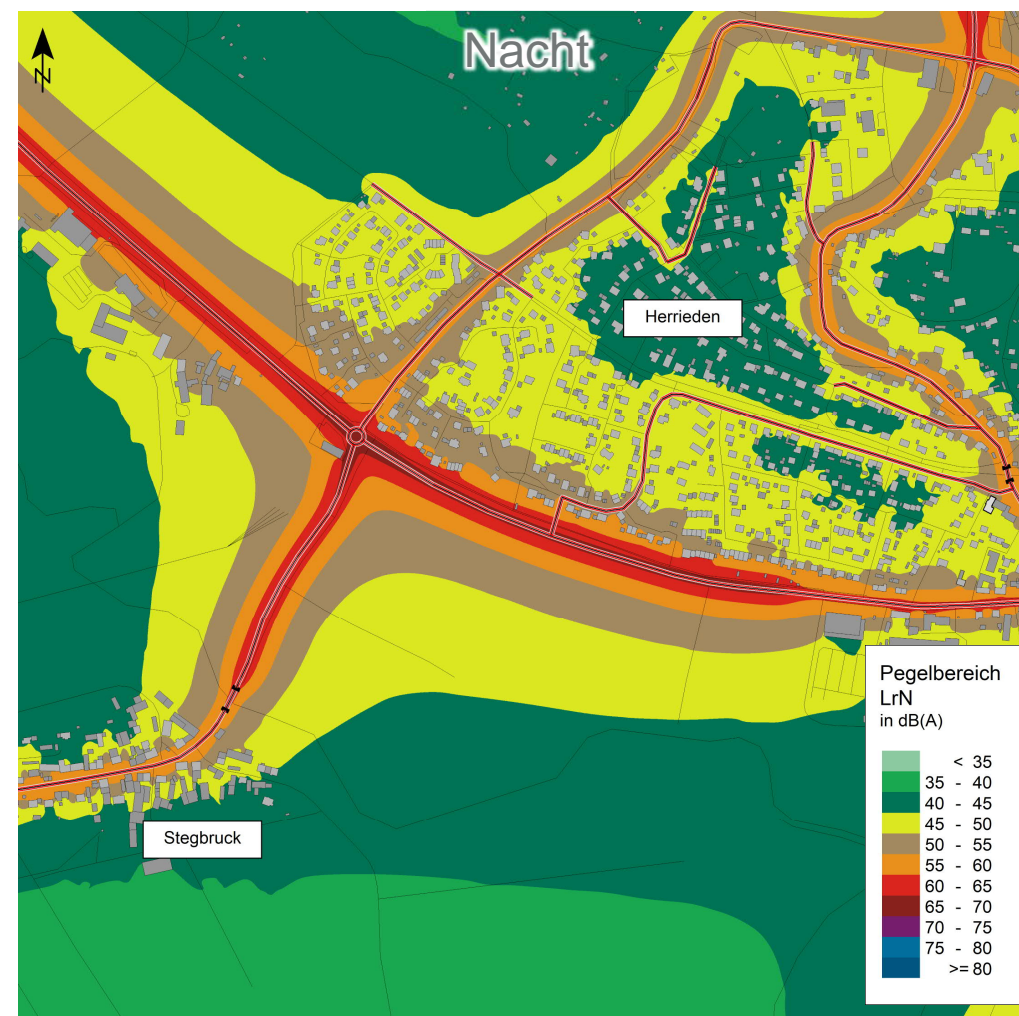 Nacht
N
Herrieden
Stegbruck
Pegelbereich
LrN
in dB(A)
< 35
35 - 40
40 - 45
45 - 50
50 - 55
55 - 60
60 - 65
65 - 70
70 - 75
75 - 80
>= 80